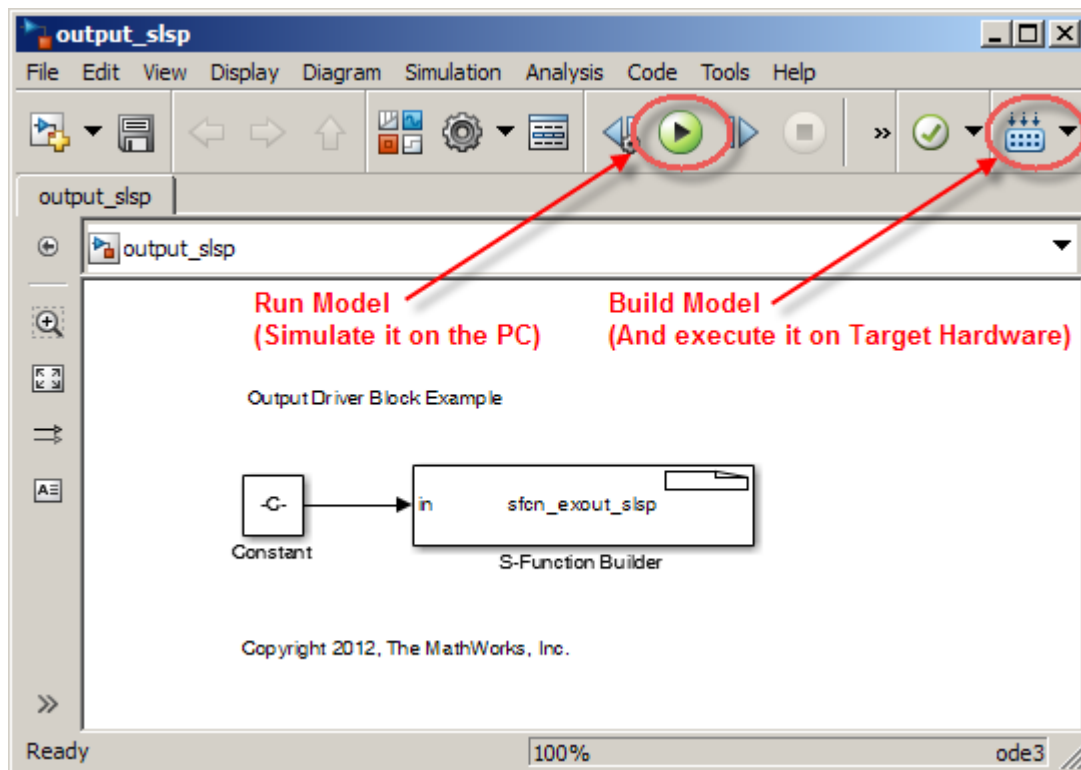 output_slsp
File Edit View Display Diagram Simulation Analysis Code Tools Help
»
output_slsp
output_slsp
Run Model
(Simulate it on the PC)
Build Model
(And execute it on Target Hardware)
Output Driver Block Example
-C-
in
sfcn_exout_slsp
Constant
S-Function Builder
Copyright 2012, The MathWorks, Inc.
»
Ready
100%
ode3